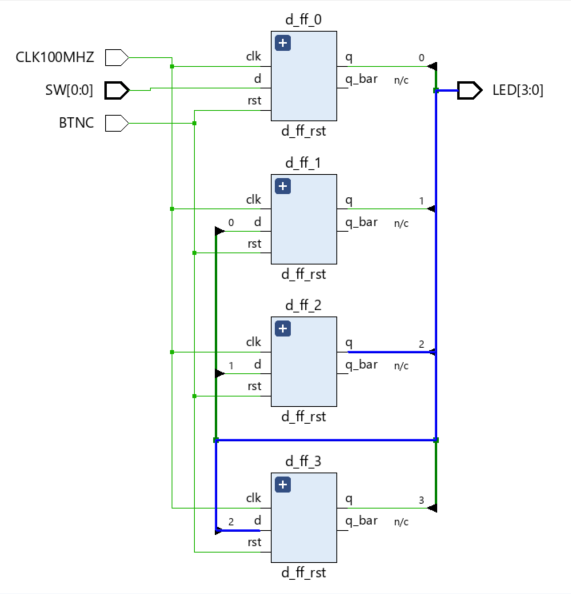 d_ff_0
CLK100MHZ
clk
q
0
SW[0:0]
d
q_bar
n/c
LED[3:0]
rst
BTNC
d_ff_rst
d_ff_1
clk
q
1
0
d
q_bar
n/c
rst
d_ff_rst
d_ff_2
clk
q
2
1
d
q_bar
n/c
rst
d_ff_rst
d_ff_3
clk
q
3
2
d
q_bar
n/c
rst
d_ff_rst